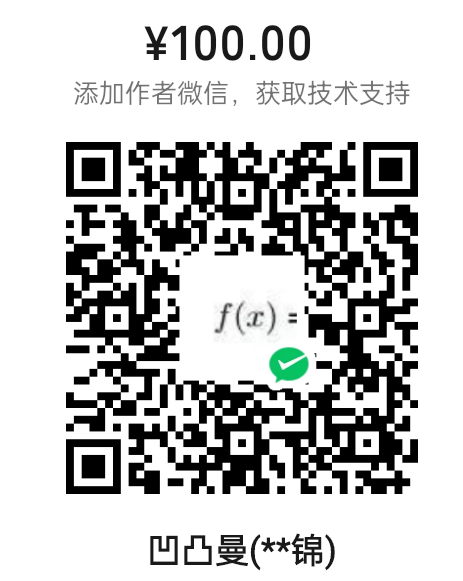 ¥100.00
添加作者微信，获取技术支持
f(x) =
凹凸曼(**锦)